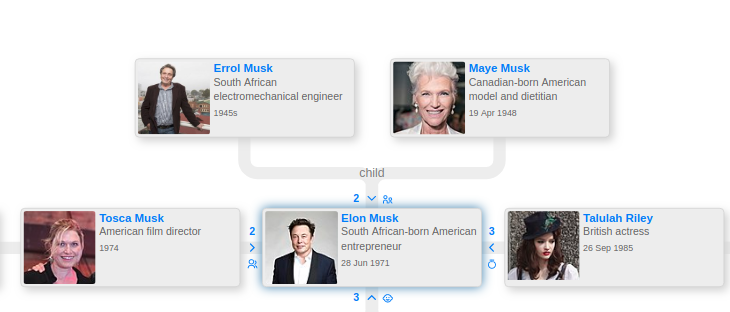 Errol Musk
South African
electromechanical engineer
1945s
Maye Musk
Canadian-born American
model and dietitian
19 Apr 1948
child
2
Tosca Musk
American film director
1974
2
Elon Musk
South African-born American
entrepreneur
28 Jun 1971
3
Talulah Riley
British actress
26 Sep 1985
3